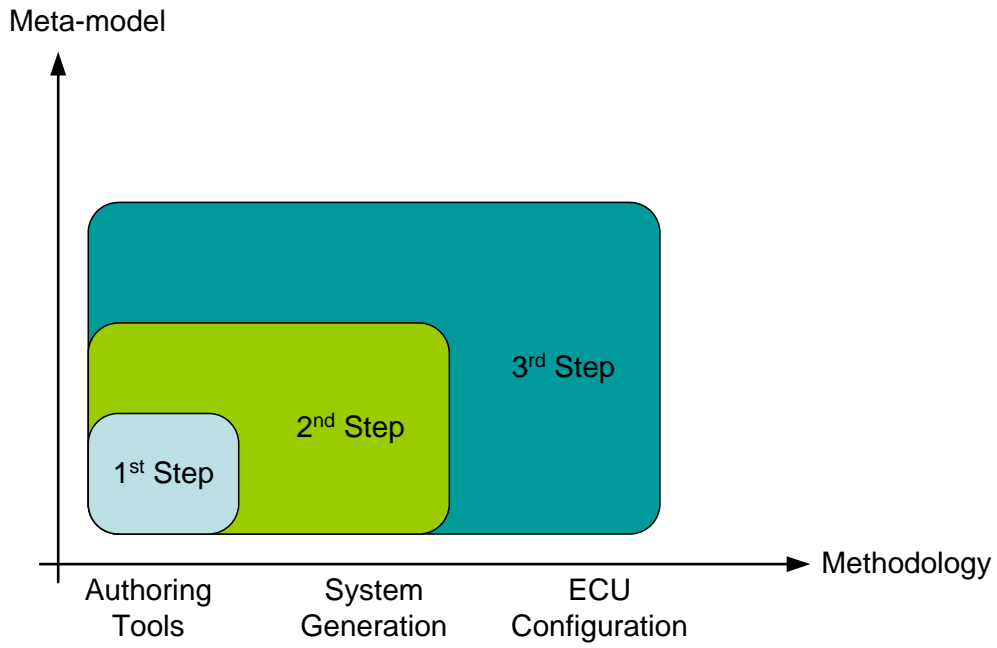 Meta-model
3rd Step
2nd Step
1st Step
Methodology
Authoring
Tools
System
Generation
ECU
Configuration